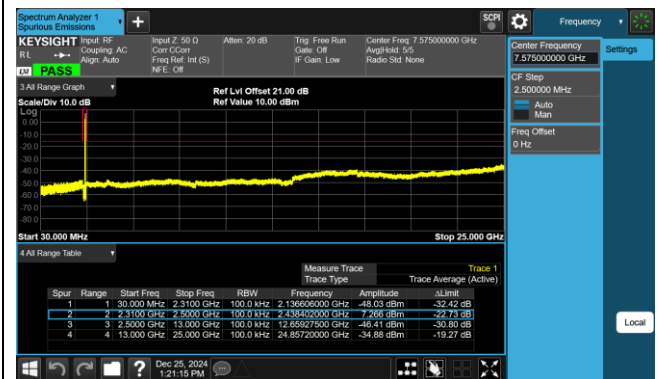 Spectrum Analyzer 1
Spurious Emissions
SCPI
Frequency
KEYSIGHT
RL
PASS
Input: RF
Coupling: AC
Align: Auto
Input Z: 50 Ω
Corr CCorr
Freq Ref: Int (S)
NFE: Off
Atten: 20 dB
Trig: Free Run
Gate: Off
IF Gain: Low
Center Freq: 7.575000000 GHz
Avg|Hold: 5/5
Radio Std: None
Center Frequency
7.575000000 GHz
Settings
CF Step
2.500000 MHz
Auto
Man
Freq Offset
0 Hz
3 All Range Graph
Scale/Div 10.0 dB
Ref Lvl Offset 21.00 dB
Ref Value 10.00 dBm
Log
0.00
-10.0
-20.0
-30.0
-40.0
-50.0
-60.0
-70.0
-80.0
Start 30.000 MHz
Stop 25.000 GHz
4 All Range Table
Measure Trace Trace 1
Trace Type Trace Average (Active)
Spur Range Start Freq Stop Freq RBW Frequency Amplitude ΔLimit
1 1 30.000 MHz 2.3100 GHz 100.0 kHz 2.136606000 GHz -48.03 dBm -32.42 dB
2 2 2.3100 GHz 2.5000 GHz 100.0 kHz 2.438402000 GHz 7.266 dBm -22.73 dB
3 3 2.5000 GHz 13.000 GHz 100.0 kHz 12.65927500 GHz -46.41 dBm -30.80 dB
4 4 13.000 GHz 25.000 GHz 100.0 kHz 24.85720000 GHz -34.88 dBm -19.27 dB
Local
?
Dec 25, 2024
1:21:15 PM